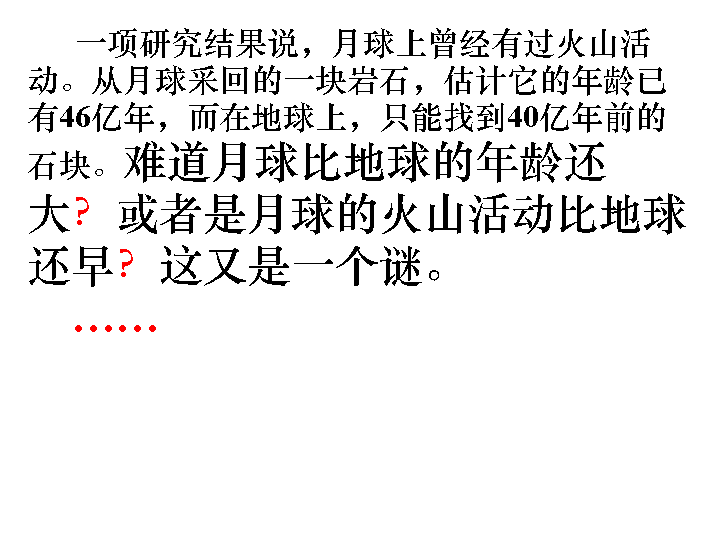 一项研究结果说，月球上曾经有过火山活
动。从月球采回的一块岩石，估计它的年龄已
有46亿年，而在地球上，只能找到40亿年前的
石块。难道月球比地球的年龄还
大？或者是月球的火山活动比地球
还早？这又是一个谜。
……